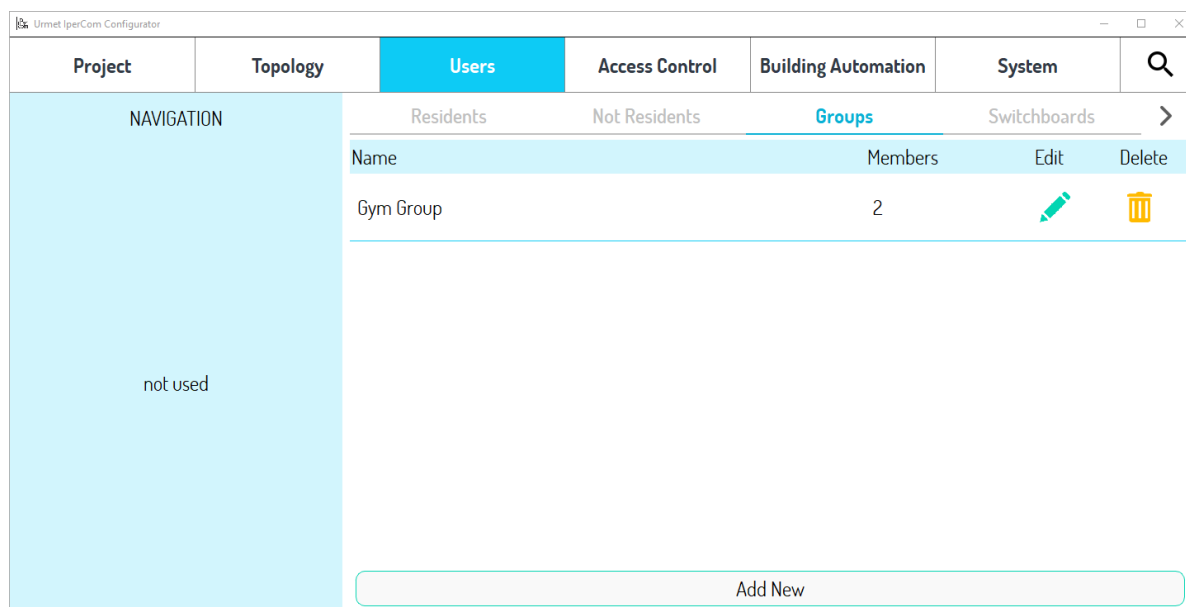 Urmet IperCom Configurator
Project Topology Users Access Control Building Automation System
NAVIGATION
Residents Not Residents Groups Switchboards
Name Members Edit Delete
Gym Group 2
not used
Add New